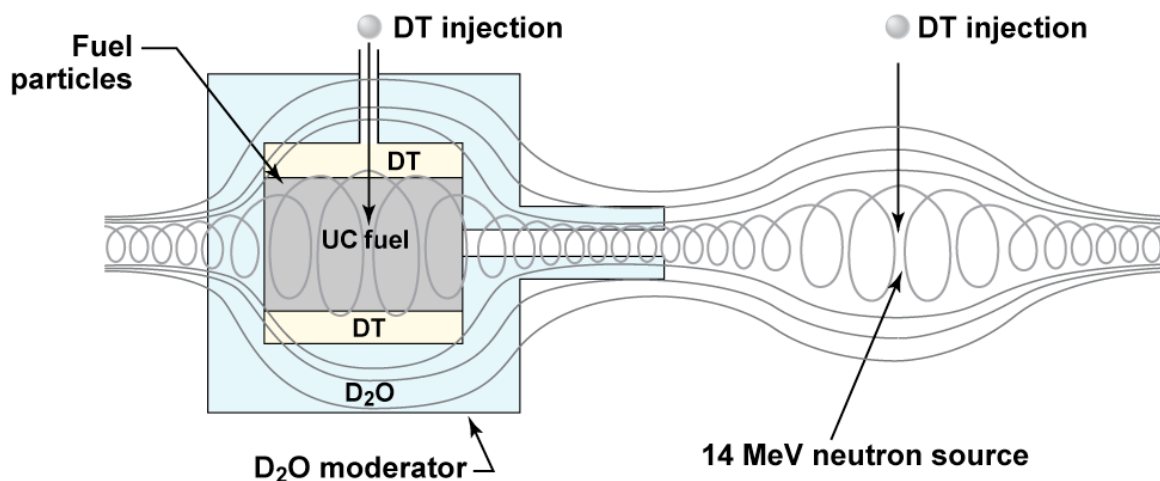 DT injection
DT injection
Fuel
particles
DT
UC fuel
DT
D₂O
D₂O moderator
14 MeV neutron source